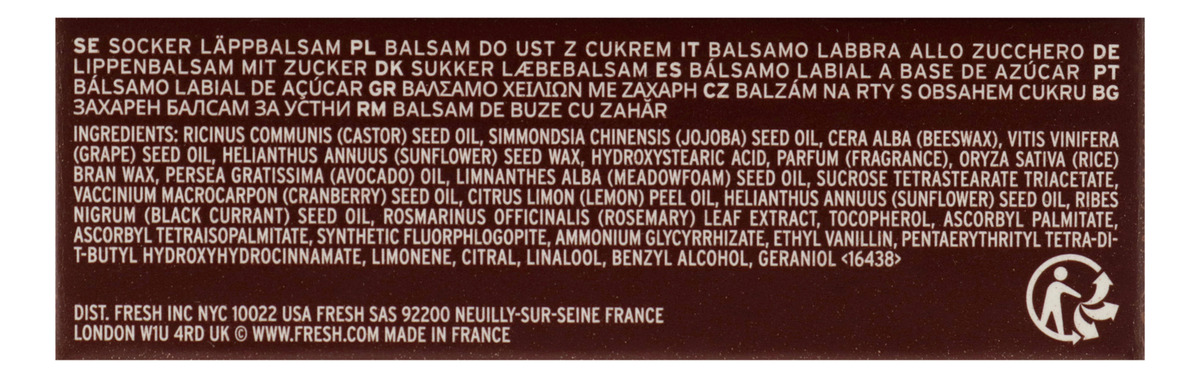 SE SOCKER LÄPPBALSAM PL BALSAM DO UST Z CUKREM IT BALSAMO LABBRA ALLO ZUCCHERO DE
LIPPENBALSAM MIT ZUCKER DK SUKKER LÆBEBALSAM ES BÁLSAMO LABIAL A BASE DE AZÚCAR PT
BÁLSAMO LABIAL DE AÇÚCAR GR ΒΑΛΣΑΜΟ ΧΕΙΛΙΩΝ ΜΕ ΖΑΧΑΡΗ CZ BALZÁM NA RTY S OBSAHEM CUKRU BG
ЗАХАРЕН БАЛСАМ ЗА УСТНИ RM BALSAM DE BUZE CU ZAHĂR
INGREDIENTS: RICINUS COMMUNIS (CASTOR) SEED OIL, SIMMONDSIA CHINENSIS (JOJOBA) SEED OIL, CERA ALBA (BEESWAX), VITIS VINIFERA
(GRAPE) SEED OIL, HELIANTHUS ANNUUS (SUNFLOWER) SEED WAX, HYDROXYSTEARIC ACID, PARFUM (FRAGRANCE), ORYZA SATIVA (RICE)
BRAN WAX, PERSEA GRATISSIMA (AVOCADO) OIL, LIMNANTHES ALBA (MEADOWFOAM) SEED OIL, SUCROSE TETRASTEARATE TRIACETATE,
VACCINIUM MACROCARPON (CRANBERRY) SEED OIL, CITRUS LIMON (LEMON) PEEL OIL, HELIANTHUS ANNUUS (SUNFLOWER) SEED OIL, RIBES
NIGRUM (BLACK CURRANT) SEED OIL, ROSMARINUS OFFICINALIS (ROSEMARY) LEAF EXTRACT, TOCOPHEROL, ASCORBYL PALMITATE,
ASCORBYL TETRAISOPALMITATE, SYNTHETIC FLUORPHLOGOPITE, AMMONIUM GLYCYRRHIZATE, ETHYL VANILLIN, PENTAERYTHRITYL TETRA-DI-
T-BUTYL HYDROXYHYDROCINNAMATE, LIMONENE, CITRAL, LINALOOL, BENZYL ALCOHOL, GERANIOL <16438>
DIST. FRESH INC NYC 10022 USA FRESH SAS 92200 NEUILLY-SUR-SEINE FRANCE
LONDON W1U 4RD UK © WWW.FRESH.COM MADE IN FRANCE